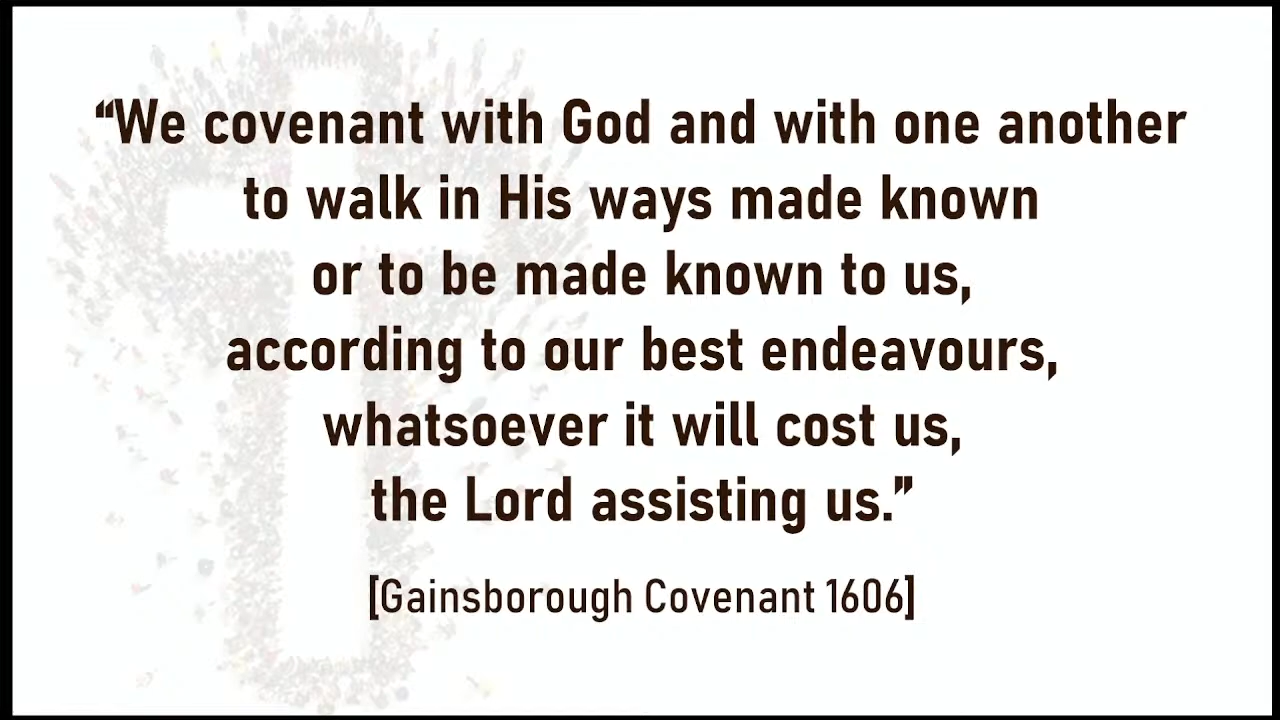 “We covenant with God and with one another
to walk in His ways made known
or to be made known to us,
according to our best endeavours,
whatsoever it will cost us,
the Lord assisting us.”
[Gainsborough Covenant 1606]